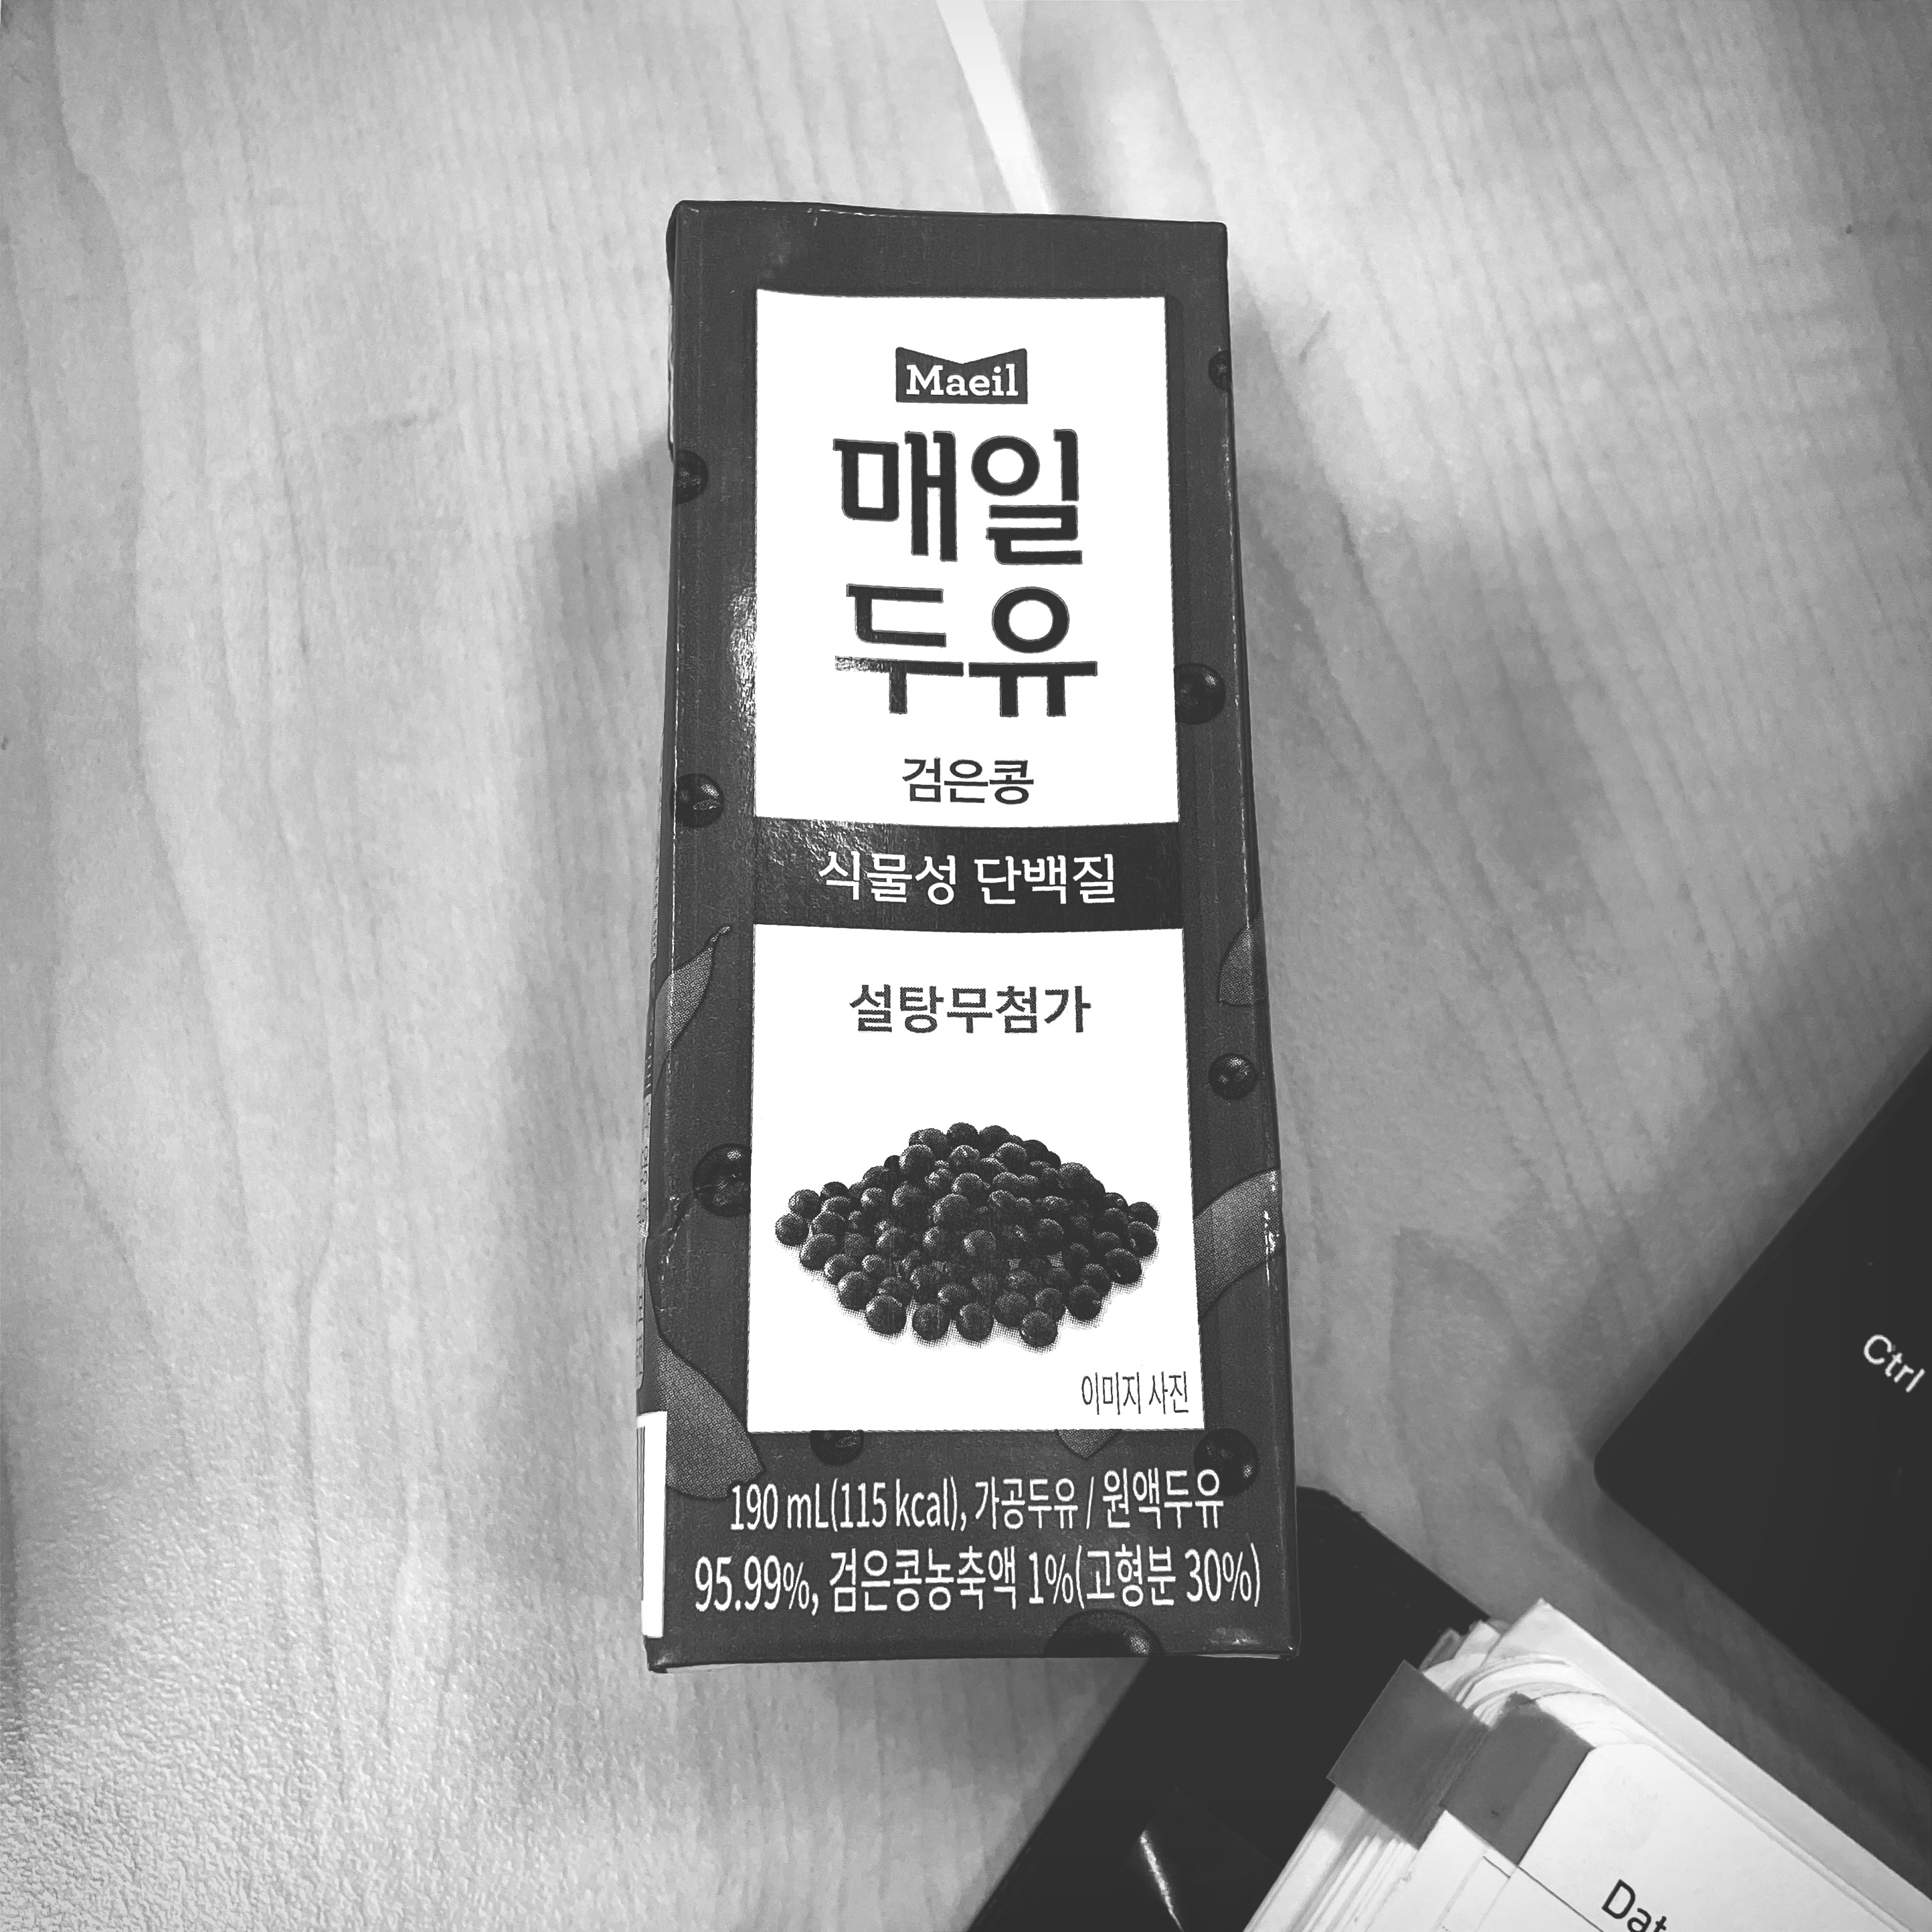 Maeil
매일
두유
검은콩
식물성 단백질
설탕무첨가
이미지 사진
190 mL(115 kcal), 가공두유 / 원액두유
95.99%, 검은콩농축액 1%(고형분 30%)
Ctrl